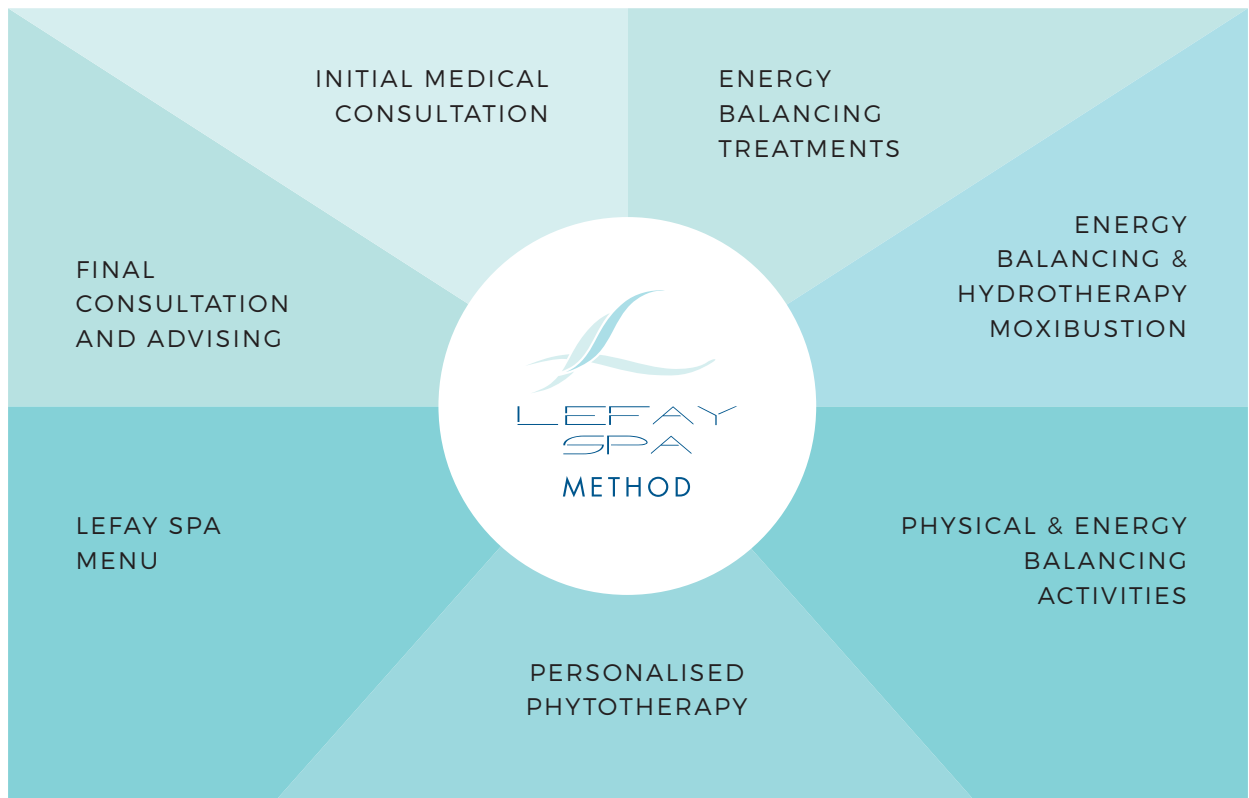 INITIAL MEDICAL
CONSULTATION
ENERGY
BALANCING
TREATMENTS
ENERGY
BALANCING &
HYDROTHERAPY
MOXIBUSTION
PHYSICAL & ENERGY
BALANCING
ACTIVITIES
PERSONALISED
PHYTOTHERAPY
LEFAY SPA
MENU
FINAL
CONSULTATION
AND ADVISING
LEFAY
SPA
METHOD